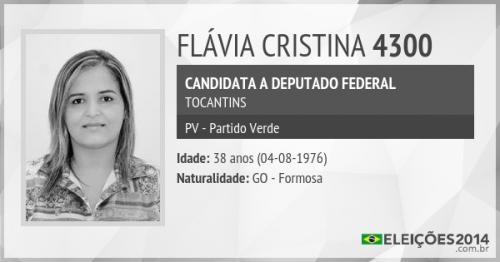 FLÁVIA CRISTINA 4300
CANDIDATA A DEPUTADO FEDERAL
TOCANTINS
PV - Partido Verde
Idade: 38 anos (04-08-1976)
Naturalidade: GO - Formosa
ELEIÇÕES2014
.com.br